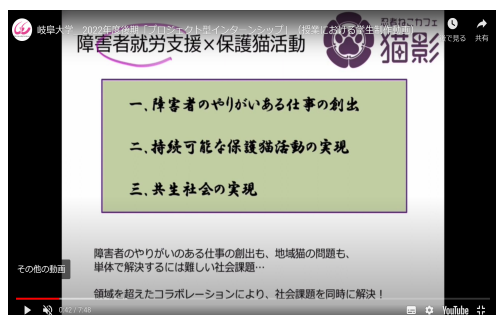 岐阜大学 2022年度後期「プロジェクト型インターンシップ」（授業における学生制作動画）
で見る 共有
障害者就労支援×保護猫活動
忍者ねこカフェ
猫影
一、障害者のやりがいある仕事の創出
二、持続可能な保護猫活動の実現
三、共生社会の実現
障害者のやりがいのある仕事の創出も、地域猫の問題も、
単体で解決するには難しい社会課題…
その他の動画
領域を超えたコラボレーションにより、社会課題を同時に解決！
0:42 / 7:48
YouTube